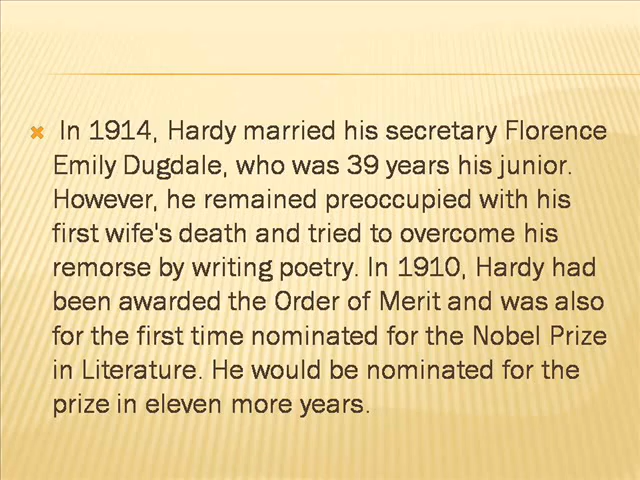 In 1914, Hardy married his secretary Florence
Emily Dugdale, who was 39 years his junior.
However, he remained preoccupied with his
first wife's death and tried to overcome his
remorse by writing poetry. In 1910, Hardy had
been awarded the Order of Merit and was also
for the first time nominated for the Nobel Prize
in Literature. He would be nominated for the
prize in eleven more years.